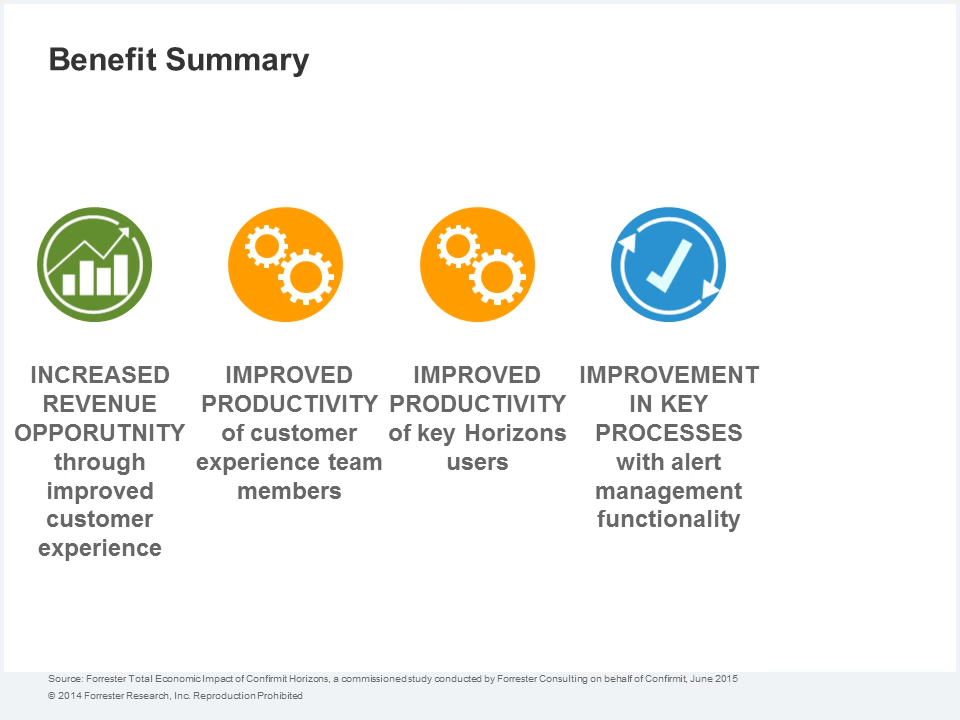 Benefit Summary
INCREASED
REVENUE
OPPORUTNITY
through
improved
customer
experience
IMPROVED
PRODUCTIVITY
of customer
experience team
members
IMPROVED
PRODUCTIVITY
of key Horizons
users
IMPROVEMENT
IN KEY
PROCESSES
with alert
management
functionality
Source: Forrester Total Economic Impact of Confirmit Horizons, a commissioned study conducted by Forrester Consulting on behalf of Confirmit, June 2015
© 2014 Forrester Research, Inc. Reproduction Prohibited